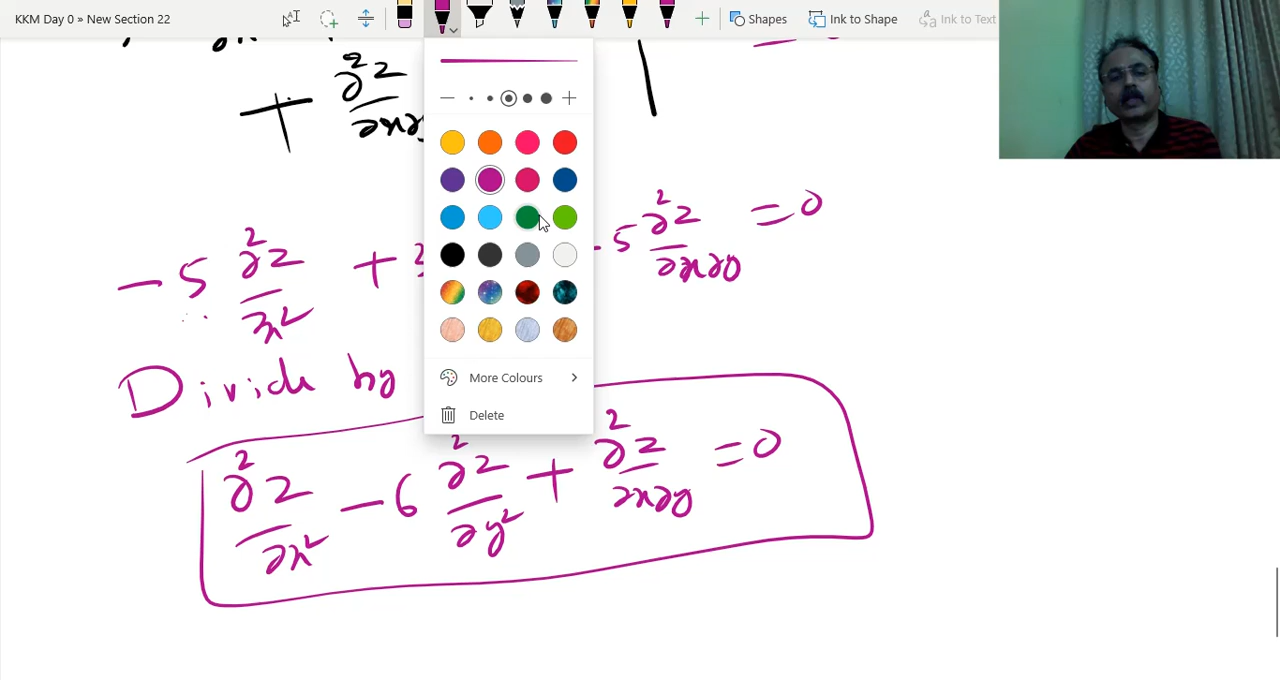 KKM Day 0 » New Section 22
Shapes
Ink to Shape
Ink to Text
+ ∂²z/∂x∂y
- 5 ∂²z/∂x² + 3 - 5 ∂²z/∂x∂y = 0
Divide by
∂²z/∂x² - 6 ∂²z/∂y² + ∂²z/∂x∂y = 0
More Colours
Delete